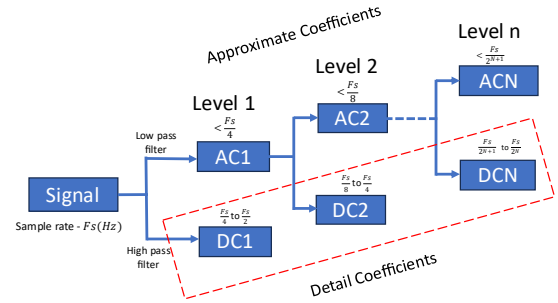 Approximate Coefficients
Level n
< Fs/2^{N+1}
ACN
Level 2
< Fs/8
AC2
Level 1
< Fs/4
AC1
Low pass
filter
Fs/2^{N+1} to Fs/2^N
DCN
Fs/8 to Fs/4
DC2
Signal
Sample rate - Fs(Hz)
Fs/4 to Fs/2
DC1
High pass
filter
Detail Coefficients